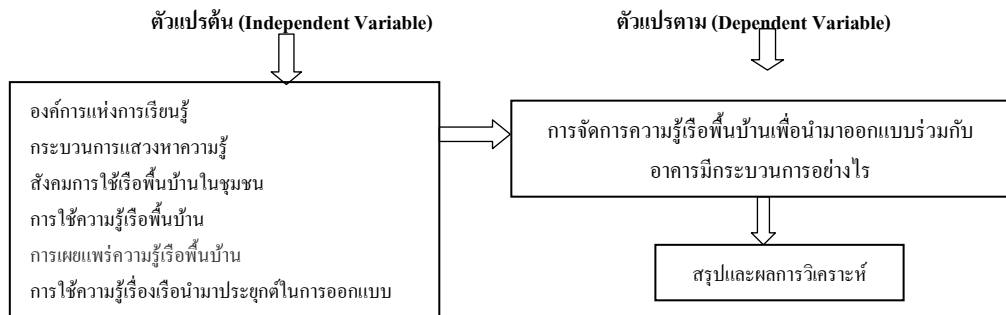 ตัวแปรต้น (Independent Variable)
ตัวแปรตาม (Dependent Variable)
องค์การแห่งการเรียนรู้
กระบวนการแสวงหาความรู้
สังคมการใช้เรือพื้นบ้านในชุมชน
การใช้ความรู้เรือพื้นบ้าน
การเผยแพร่ความรู้เรือพื้นบ้าน
การใช้ความรู้เรื่องเรือนำมาประยุกต์ในการออกแบบ
การจัดการความรู้เรือพื้นบ้านเพื่อนำมาออกแบบร่วมกับ
อาคารมีกระบวนการอย่างไร
สรุปและผลการวิเคราะห์